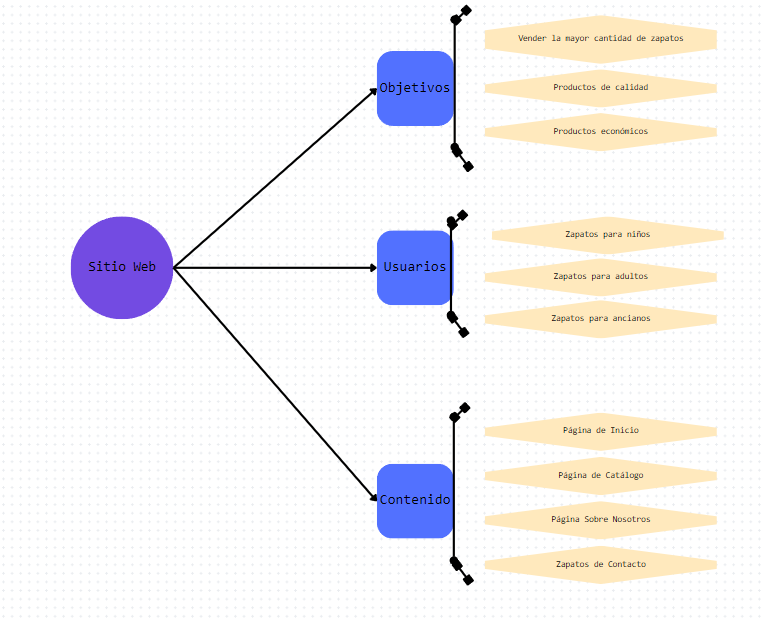 Sitio Web
Objetivos
Vender la mayor cantidad de zapatos
Productos de calidad
Productos económicos
Usuarios
Zapatos para niños
Zapatos para adultos
Zapatos para ancianos
Contenido
Página de Inicio
Página de Catálogo
Página Sobre Nosotros
Zapatos de Contacto